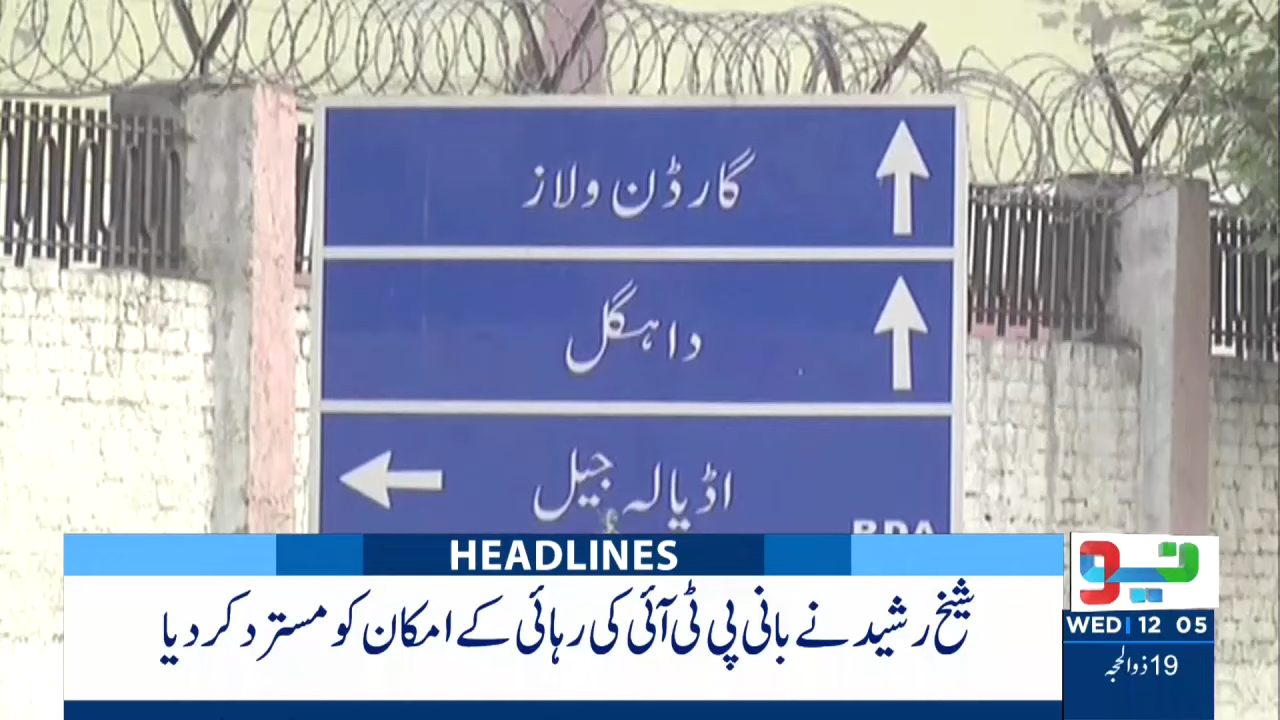 گارڈن ولاز
داہگل
اڈیالہ جیل
RDA
HEADLINES
شیخ رشید نے بانی پی ٹی آئی کی رہائی کے امکان کو مسترد کر دیا
نیو
WED 12 05
19 ذوالحجہ